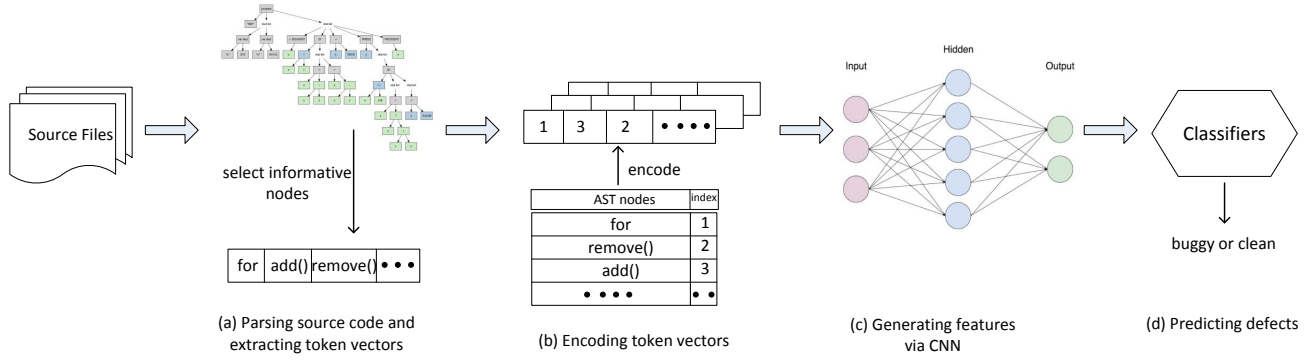 Source Files
select informative
nodes
for add() remove() • • •
(a) Parsing source code and
extracting token vectors
1 3 2 • • • •
encode
AST nodes index
for 1
remove() 2
add() 3
• • • • • •
(b) Encoding token vectors
Input
Hidden
Output
(c) Generating features
via CNN
Classifiers
buggy or clean
(d) Predicting defects